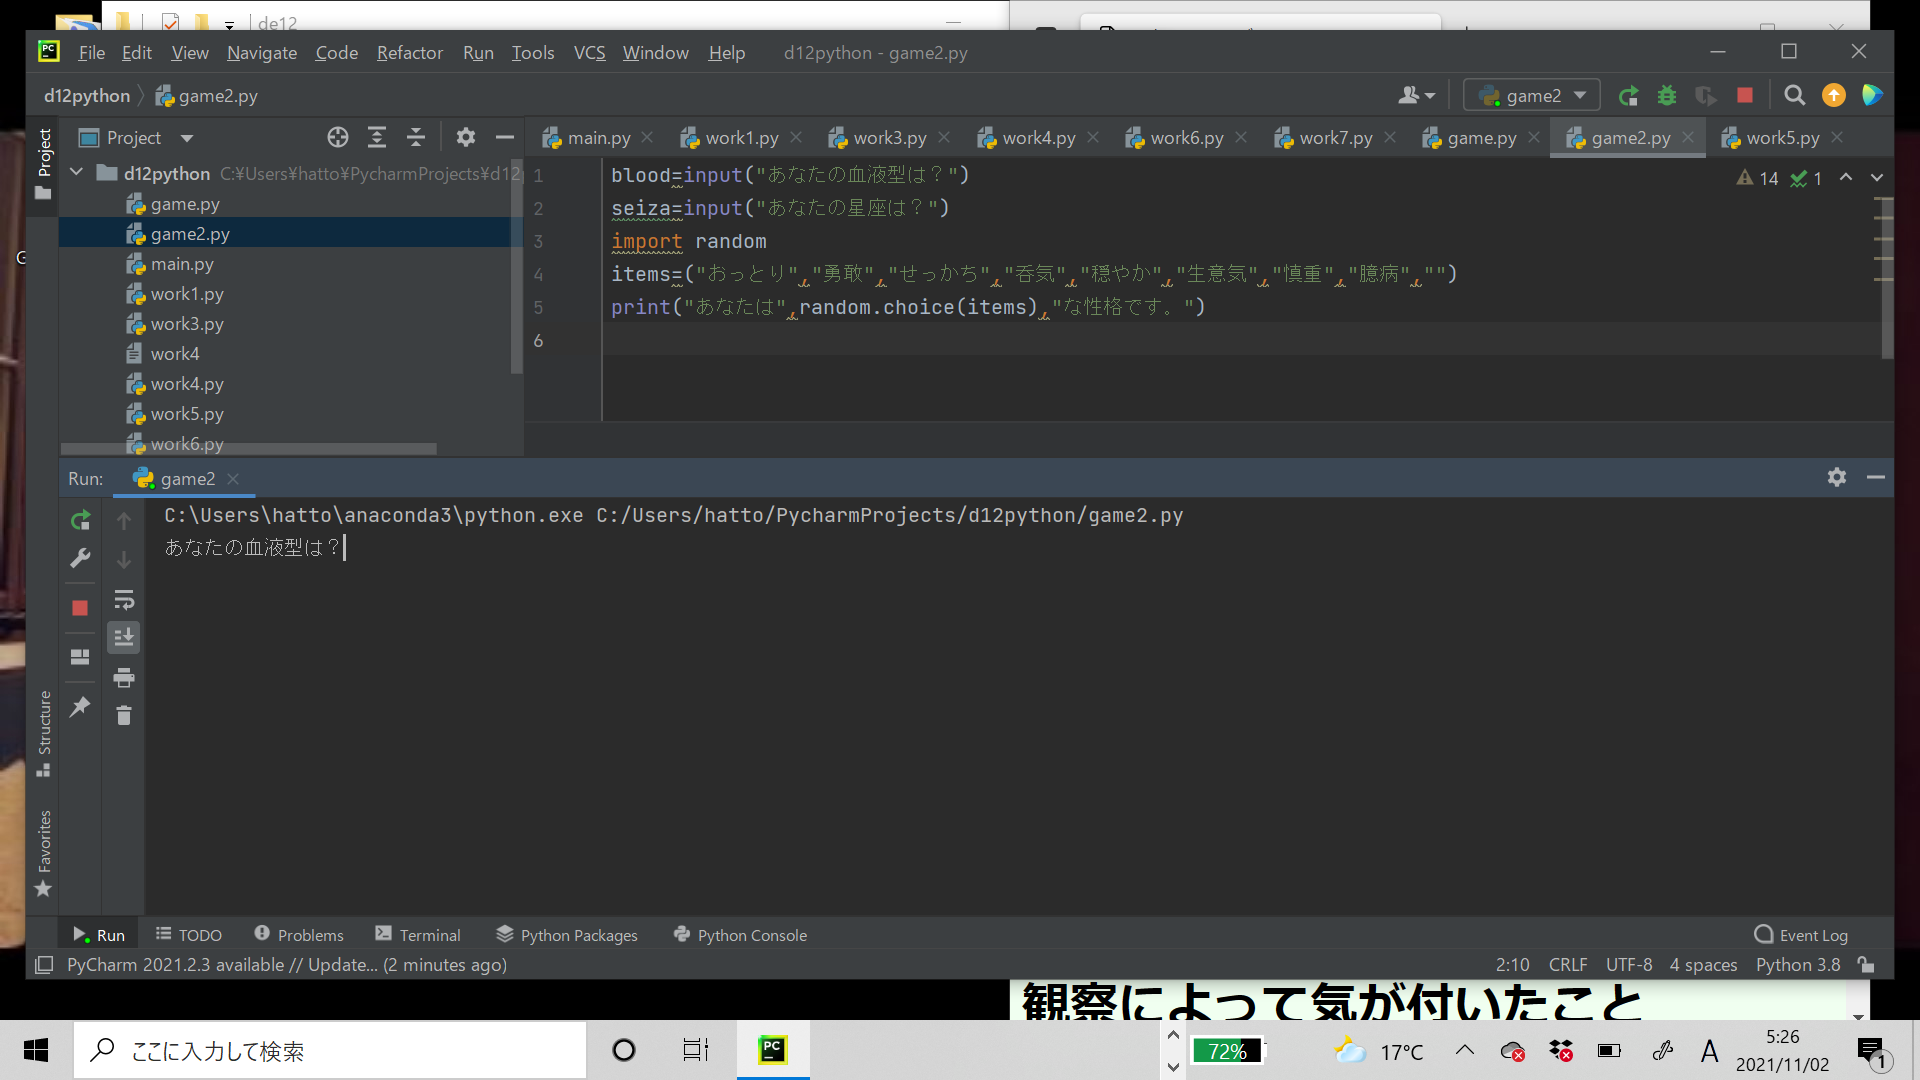 de12
File Edit View Navigate Code Refactor Run Tools VCS Window Help d12python - game2.py
d12python game2.py game2
Project
Project
main.py work1.py work3.py work4.py work6.py work7.py game.py game2.py work5.py
d12python C:¥Users¥hatto¥PycharmProjects¥d12
game.py
game2.py
main.py
work1.py
work3.py
work4
work4.py
work5.py
work6.py
1 blood=input("あなたの血液型は？")
2 seiza=input("あなたの星座は？")
3 import random
4 items=("おっとり","勇敢","せっかち","呑気","穏やか","生意気","慎重","臆病","")
5 print("あなたは",random.choice(items),"な性格です。")
6
14 1
Run: game2
C:\Users\hatto\anaconda3\python.exe C:/Users/hatto/PycharmProjects/d12python/game2.py
あなたの血液型は？
Structure
Favorites
Run TODO Problems Terminal Python Packages Python Console Event Log
PyCharm 2021.2.3 available // Update... (2 minutes ago) 2:10 CRLF UTF-8 4 spaces Python 3.8
観察によって気が付いたこと
ここに入力して検索
72% 17°C A 5:26
2021/11/02
1